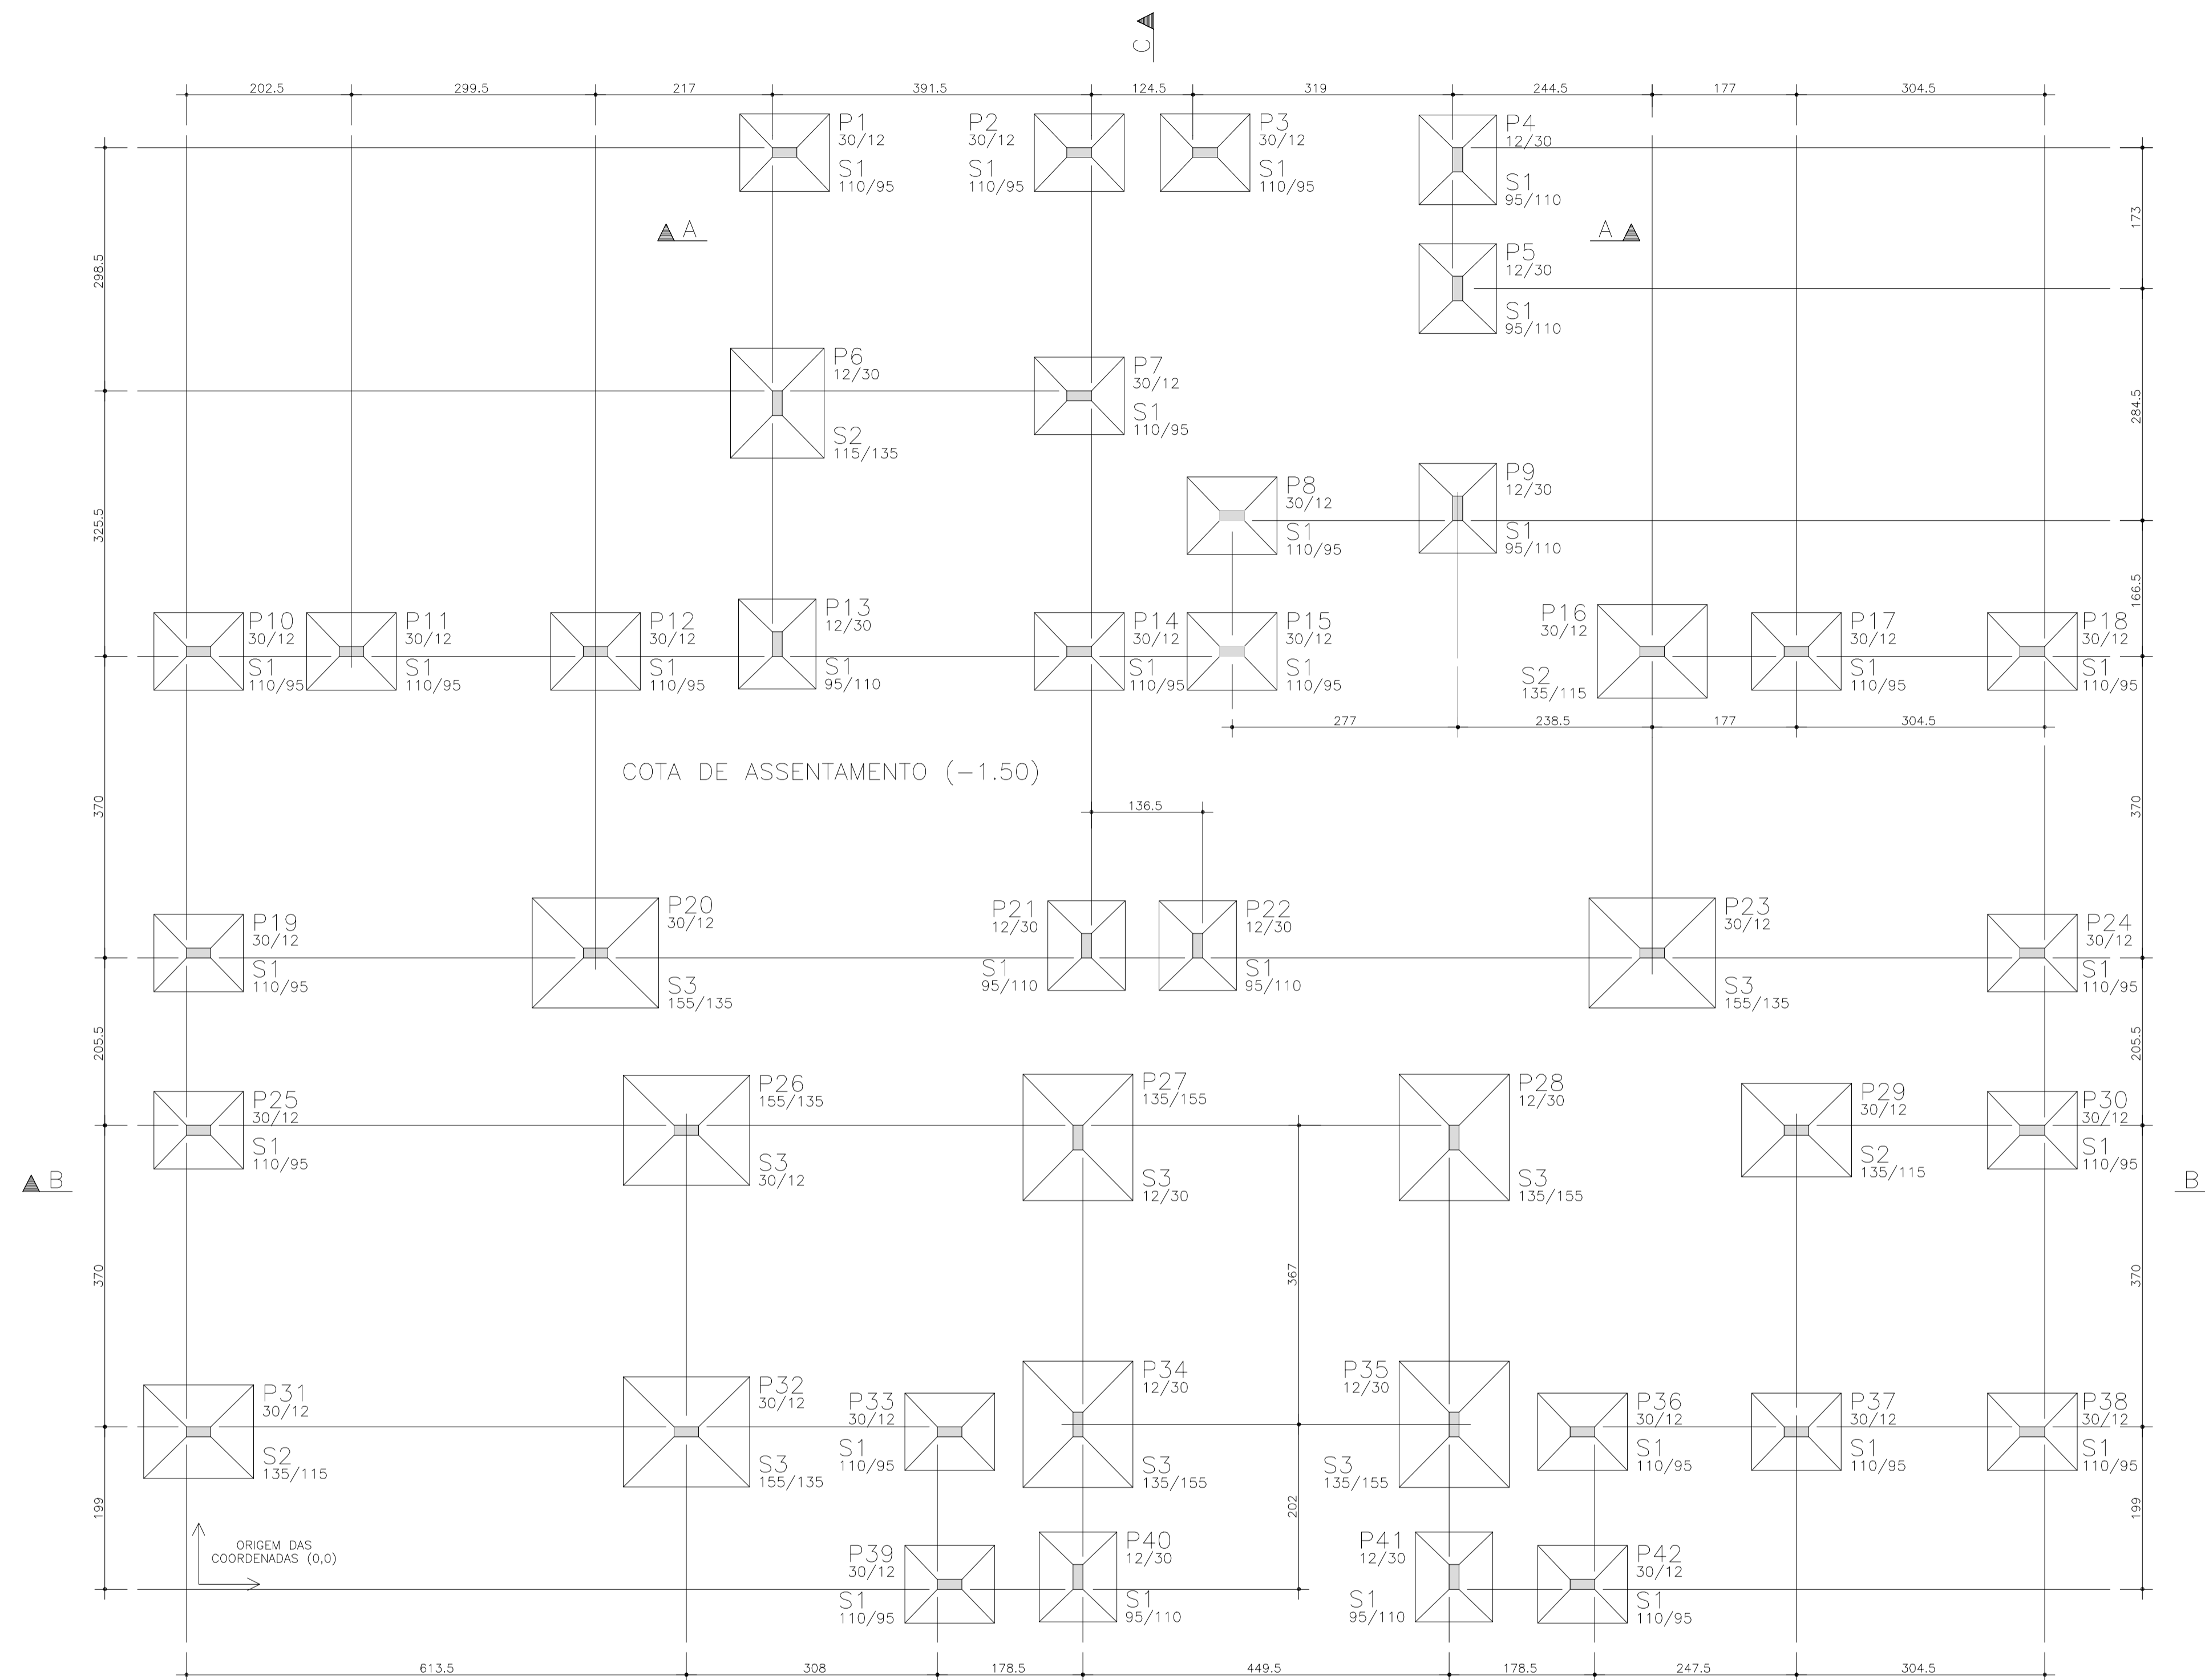 C
202.5
299.5
217
391.5
124.5
319
244.5
177
304.5
P1
30/12
S1
110/95
P2
30/12
S1
110/95
P3
30/12
S1
110/95
P4
12/30
S1
95/110
173
A
A
298.5
P5
12/30
S1
95/110
P6
12/30
S2
115/135
P7
30/12
S1
110/95
284.5
P8
30/12
S1
110/95
P9
12/30
S1
95/110
325.5
166.5
P10
30/12
S1
110/95
P11
30/12
S1
110/95
P12
30/12
S1
110/95
P13
12/30
S1
95/110
P14
30/12
S1
110/95
P15
30/12
S1
110/95
P16
30/12
S2
135/115
P17
30/12
S1
110/95
P18
30/12
S1
110/95
277
238.5
177
304.5
COTA DE ASSENTAMENTO (-1.50)
370
136.5
370
P19
30/12
S1
110/95
P20
30/12
S3
155/135
P21
12/30
S1
95/110
P22
12/30
S1
95/110
P23
30/12
S3
155/135
P24
30/12
S1
110/95
205.5
205.5
P25
30/12
S1
110/95
P26
155/135
S3
30/12
P27
135/155
S3
12/30
P28
12/30
S3
135/155
P29
30/12
S2
135/115
P30
30/12
S1
110/95
B
B
370
367
370
P31
30/12
S2
135/115
P32
30/12
S3
155/135
P33
30/12
S1
110/95
P34
12/30
S3
135/155
P35
12/30
S3
135/155
P36
30/12
S1
110/95
P37
30/12
S1
110/95
P38
30/12
S1
110/95
199
202
199
ORIGEM DAS
COORDENADAS (0,0)
P39
30/12
S1
110/95
P40
12/30
S1
95/110
P41
12/30
S1
95/110
P42
30/12
S1
110/95
613.5
308
178.5
449.5
178.5
247.5
304.5